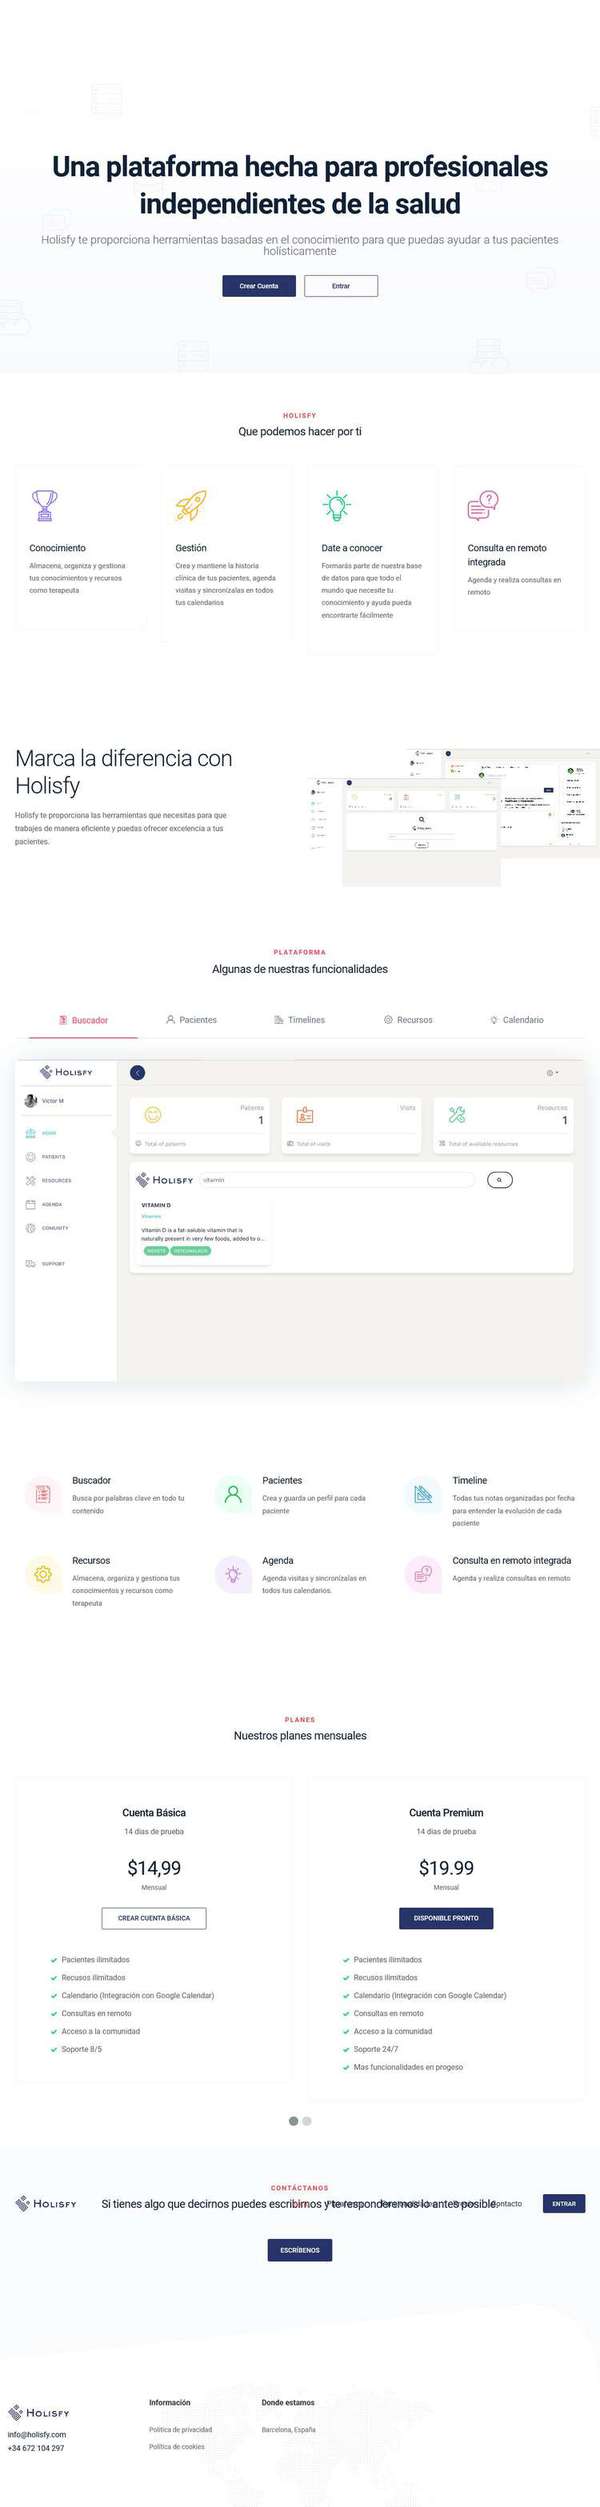 Una plataforma hecha para profesionales
independientes de la salud
Holisfy te proporciona herramientas basadas en el conocimiento para que puedas ayudar a tus pacientes
holísticamente
Crear Cuenta
Entrar
HOLISFY
Que podemos hacer por ti
Conocimiento
Almacena, organiza y gestiona
tus conocimientos y recursos
como terapeuta
Gestión
Crea y mantiene la historia
clínica de tus pacientes, agenda
visitas y sincronízalas en todos
tus calendarios
Date a conocer
Formarás parte de nuestra base
de datos para que todo el
mundo que necesite tu
conocimiento y ayuda pueda
encontrarte fácilmente
Consulta en remoto
integrada
Agenda y realiza consultas en
remoto
Marca la diferencia con
Holisfy
Holisfy te proporciona las herramientas que necesitas para que
trabajes de manera eficiente y puedas ofrecer excelencia a tus
pacientes.
PLATAFORMA
Algunas de nuestras funcionalidades
Buscador
Pacientes
Timelines
Recursos
Calendario
HOLISFY
Victor M
HOME
PATIENTS
RESOURCES
AGENDA
COMUNITY
SUPPORT
Patients
1
Total of patients
Visits
Total of visits
Resources
1
Total of available resources
HOLISFY
vitamin
VITAMIN D
Vitamins
Vitamin D is a fat-soluble vitamin that is
naturally present in very few foods, added to o...
Buscador
Busca por palabras clave en todo tu
contenido
Pacientes
Crea y guarda un perfil para cada
paciente
Timeline
Todas tus notas organizadas por fecha
para entender la evolución de cada
paciente
Recursos
Almacena, organiza y gestiona tus
conocimientos y recursos como
terapeuta
Agenda
Agenda visitas y sincronízalas en
todos tus calendarios.
Consulta en remoto integrada
Agenda y realiza consultas en remoto
PLANES
Nuestros planes mensuales
Cuenta Básica
14 dias de prueba
$14,99
Mensual
CREAR CUENTA BÁSICA
Pacientes ilimitados
Recusos ilimitados
Calendario (Integración con Google Calendar)
Consultas en remoto
Acceso a la comunidad
Soporte 8/5
Cuenta Premium
14 dias de prueba
$19.99
Mensual
DISPONIBLE PRONTO
Pacientes ilimitados
Recusos ilimitados
Calendario (Integración con Google Calendar)
Consultas en remoto
Acceso a la comunidad
Soporte 24/7
Mas funcionalidades en progeso
CONTÁCTANOS
HOLISFY
Si tienes algo que decirnos puedes escribirnos y te responderemos lo antes posible.
Contacto
ENTRAR
ESCRÍBENOS
HOLISFY
info@holisfy.com
+34 672 104 297
Información
Política de privacidad
Política de cookies
Donde estamos
Barcelona, España